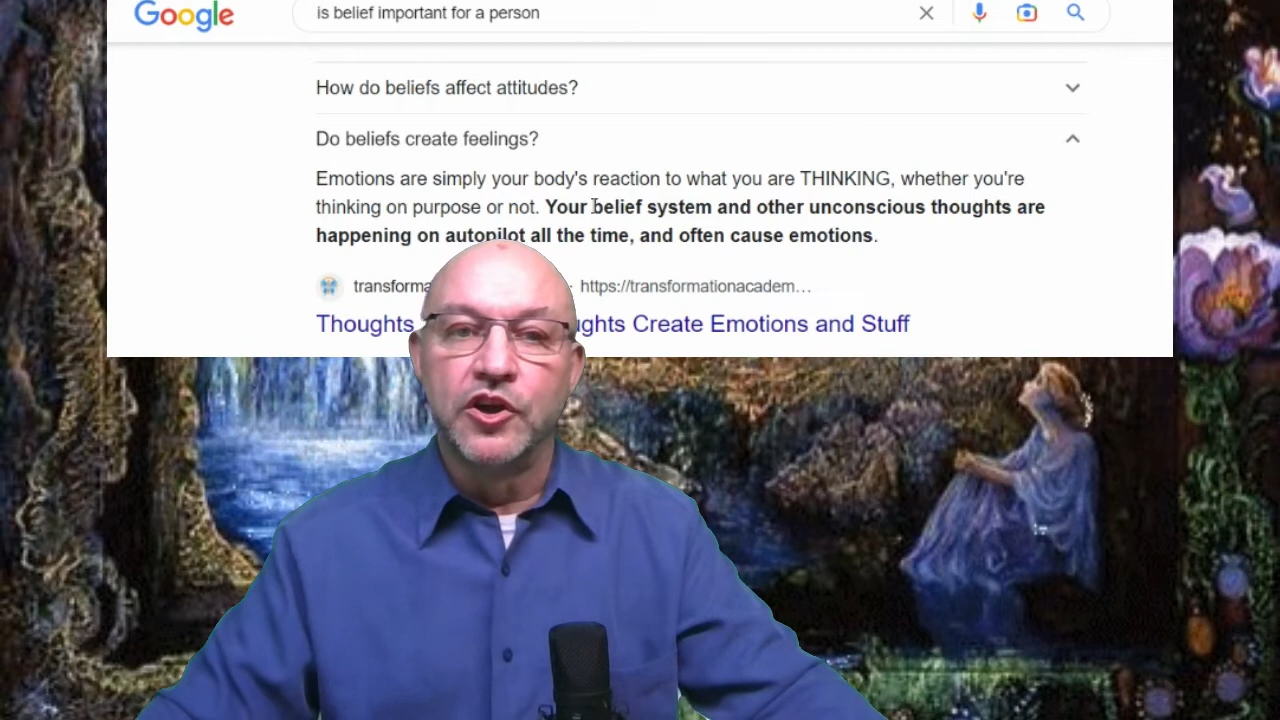 Google
is belief important for a person
How do beliefs affect attitudes?
Do beliefs create feelings?
Emotions are simply your body's reaction to what you are THINKING, whether you're
thinking on purpose or not. Your belief system and other unconscious thoughts are
happening on autopilot all the time, and often cause emotions.
https://transformationacadem...
Thoughts Create Emotions and Stuff